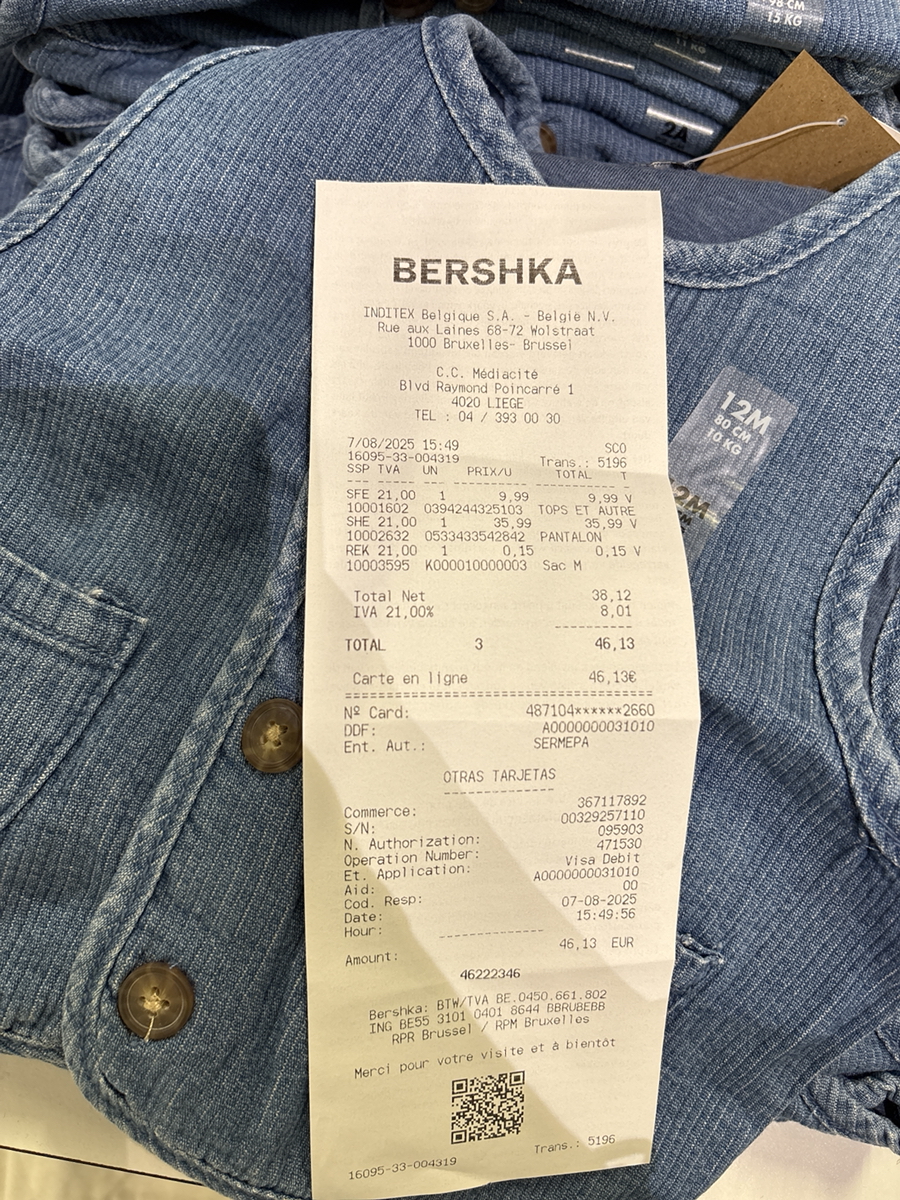 98 CM
15 KG
11 KG
2A
BERSHKA
INDITEX Belgique S.A. - België N.V.
Rue aux Laines 68-72 Wolstraat
1000 Bruxelles- Brussel
C.C. Médiacité
Blvd Raymond Poincarré 1
4020 LIEGE
TEL : 04 / 393 00 30
7/08/2025 15:49 SCO
16095-33-004319 Trans.: 5196
SSP TVA UN PRIX/U TOTAL T
SFE 21,00 1 9,99 9,99 V
10001602 0394244325103 TOPS ET AUTRE
SHE 21,00 1 35,99 35,99 V
10002632 0533433542842 PANTALON
REK 21,00 1 0,15 0,15 V
10003595 K000010000003 Sac M
Total Net 38,12
IVA 21,00% 8,01
TOTAL 3 46,13
Carte en ligne 46,13€
Nº Card: 487104******2660
DDF: A0000000031010
Ent. Aut.: SERMEPA
OTRAS TARJETAS
Commerce: 367117892
S/N: 00329257110
N. Authorization: 095903
Operation Number: 471530
Et. Application: Visa Debit
Aid: A0000000031010
Cod. Resp: 00
Date: 07-08-2025
Hour: 15:49:56
Amount: 46,13 EUR
46222346
Bershka: BTW/TVA BE.0450.661.802
ING BE55 3101 0401 8644 BBRUBEBB
RPR Brussel / RPM Bruxelles
Merci pour votre visite et à bientôt
16095-33-004319 Trans.: 5196
12M
80 CM
10 KG